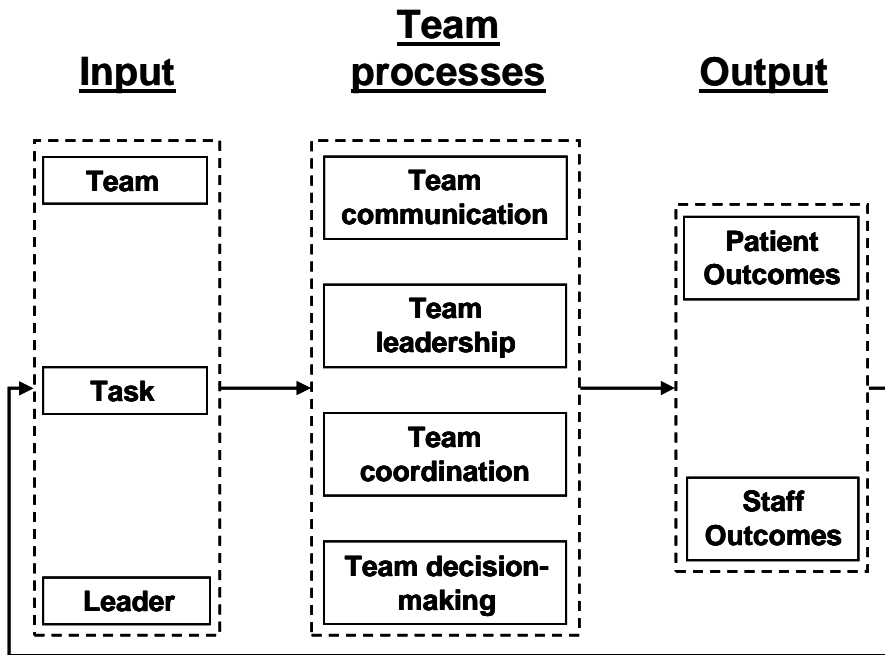 Input
Team
processes
Output
Team
Task
Leader
Team
communication
Team
leadership
Team
coordination
Team decision-
making
Patient
Outcomes
Staff
Outcomes